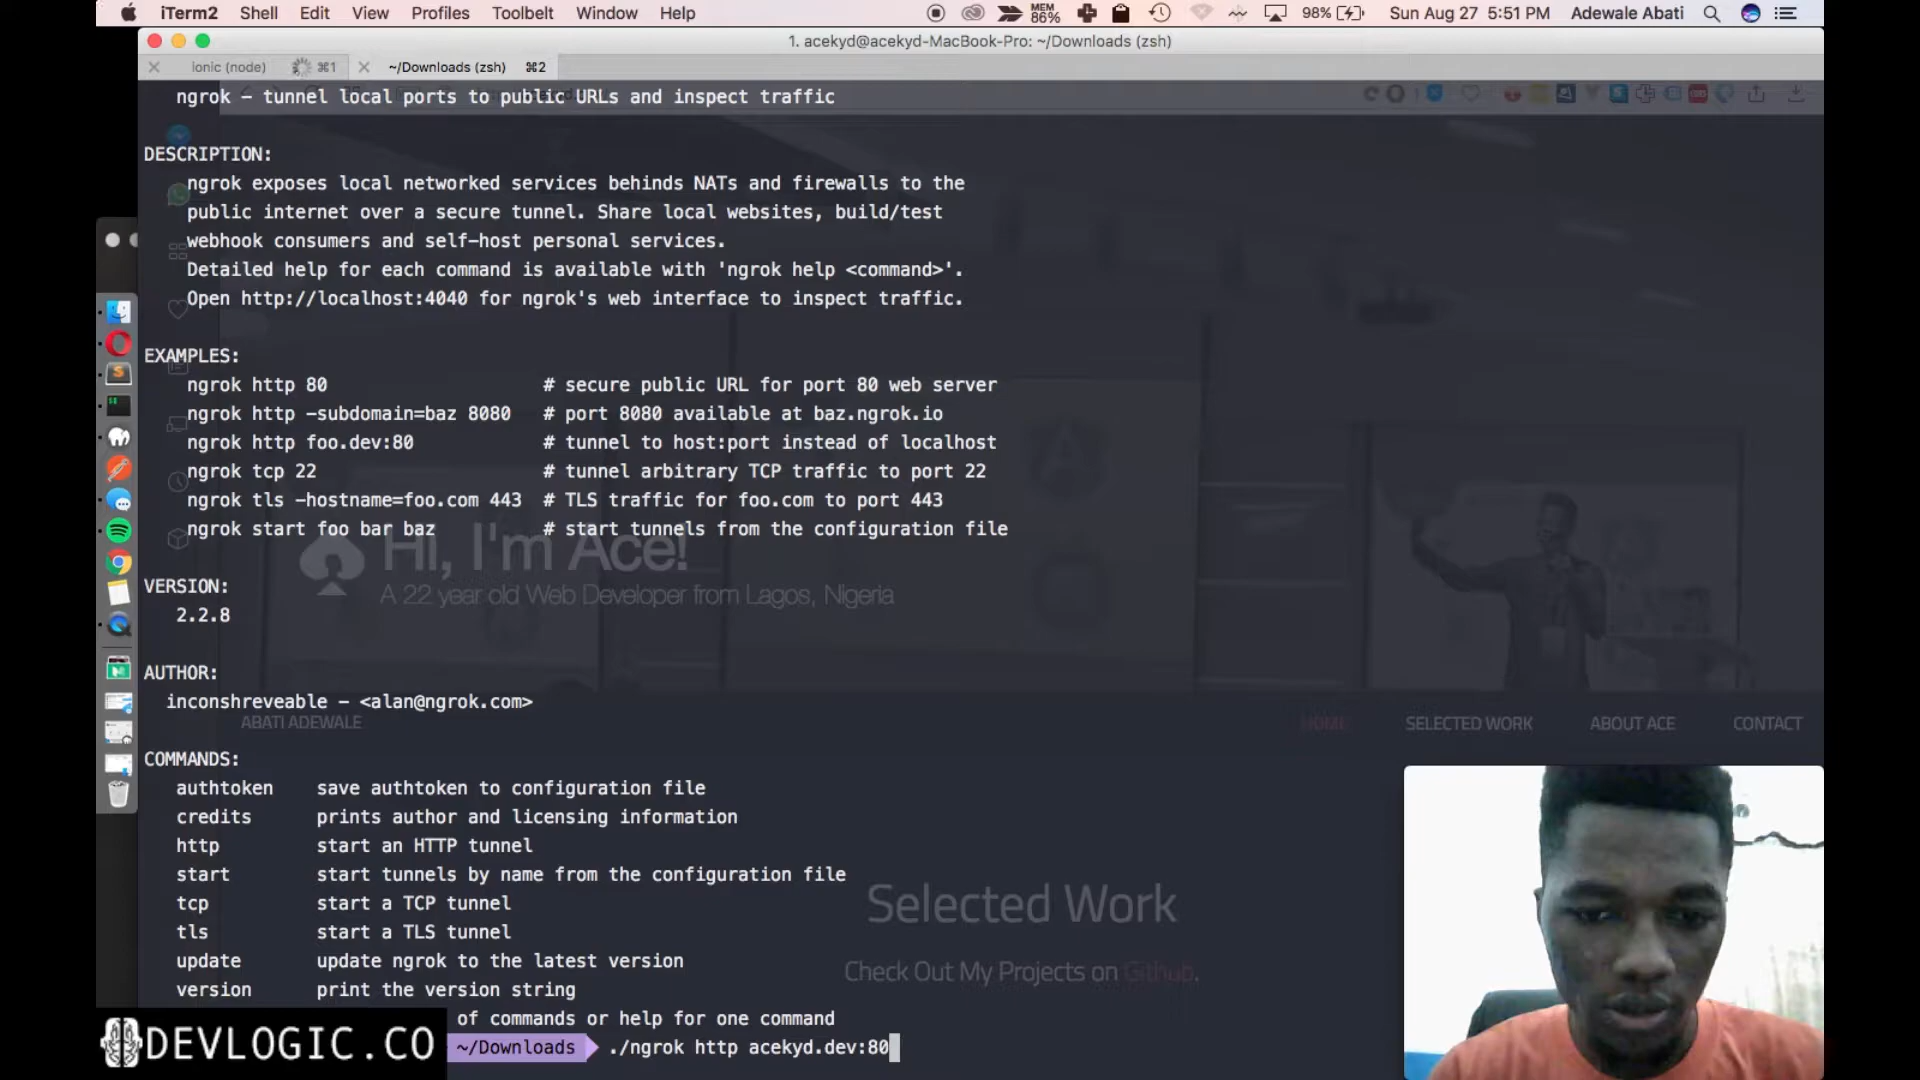 iTerm2 Shell Edit View Profiles Toolbelt Window Help MEM 86% 98% Sun Aug 27 5:51 PM Adewale Abati
1. acekyd@acekyd-MacBook-Pro: ~/Downloads (zsh)
ionic (node) ⌘1 ~/Downloads (zsh) ⌘2
ngrok - tunnel local ports to public URLs and inspect traffic
DESCRIPTION:
ngrok exposes local networked services behinds NATs and firewalls to the
public internet over a secure tunnel. Share local websites, build/test
webhook consumers and self-host personal services.
Detailed help for each command is available with 'ngrok help <command>'.
Open http://localhost:4040 for ngrok's web interface to inspect traffic.
EXAMPLES:
ngrok http 80 # secure public URL for port 80 web server
ngrok http -subdomain=baz 8080 # port 8080 available at baz.ngrok.io
ngrok http foo.dev:80 # tunnel to host:port instead of localhost
ngrok tcp 22 # tunnel arbitrary TCP traffic to port 22
ngrok tls -hostname=foo.com 443 # TLS traffic for foo.com to port 443
ngrok start foo bar baz # start tunnels from the configuration file
Hi, I'm Ace!
A 22 year old Web Developer from Lagos, Nigeria
VERSION:
2.2.8
AUTHOR:
inconshreveable - <alan@ngrok.com>
ABATI ADEWALE HOME SELECTED WORK ABOUT ACE CONTACT
COMMANDS:
authtoken save authtoken to configuration file
credits prints author and licensing information
http start an HTTP tunnel
start start tunnels by name from the configuration file
tcp start a TCP tunnel
tls start a TLS tunnel
update update ngrok to the latest version
version print the version string
of commands or help for one command
Selected Work
Check Out My Projects on Github.
DEVLOGIC.CO
~/Downloads ./ngrok http acekyd.dev:80